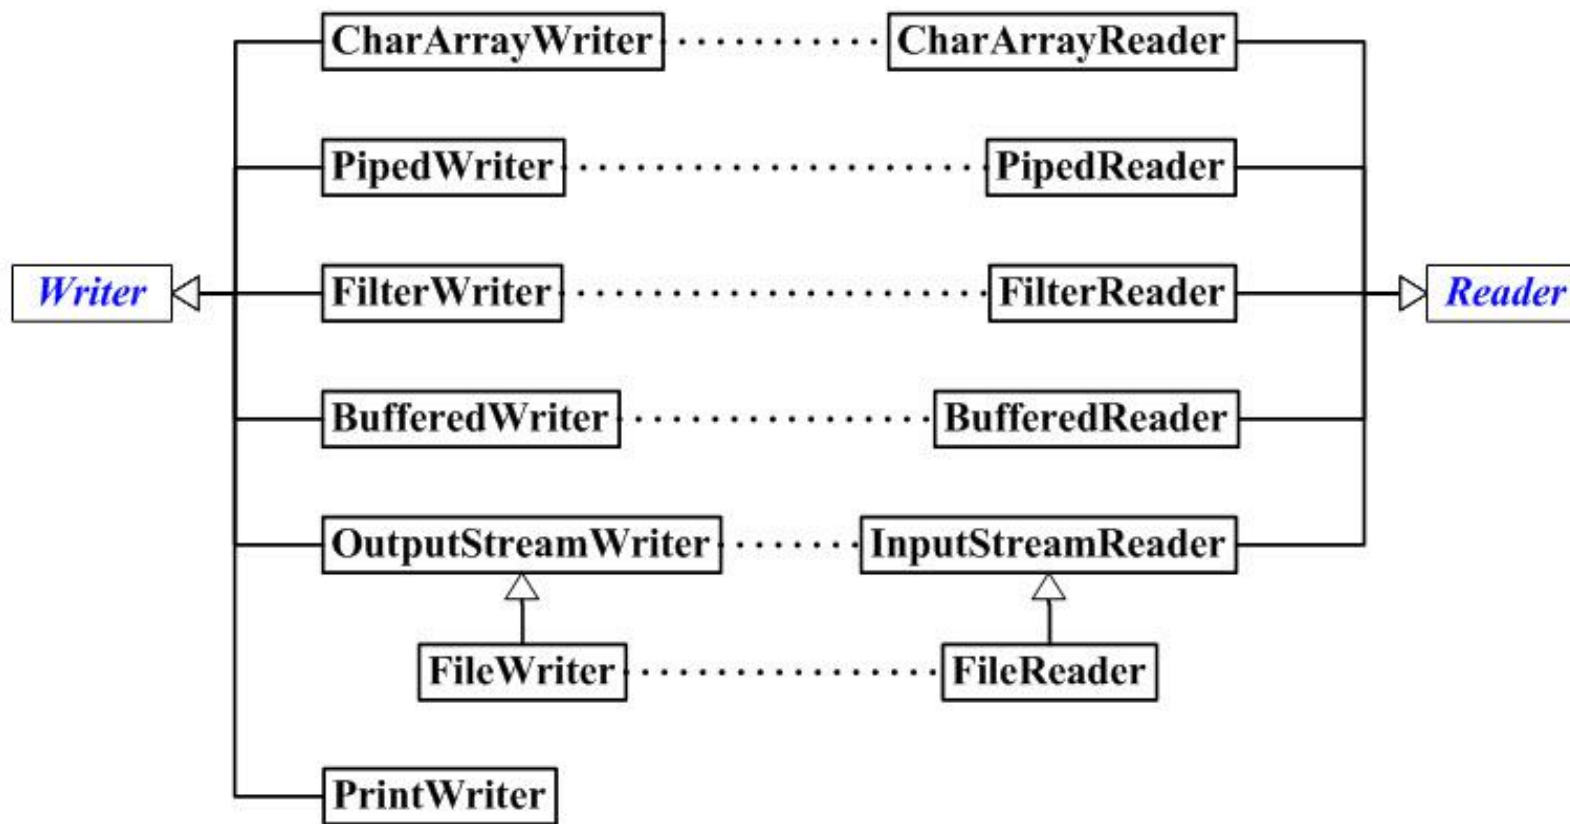 CharArrayWriter CharArrayReader
PipedWriter PipedReader
Writer FilterWriter FilterReader Reader
BufferedWriter BufferedReader
OutputStreamWriter InputStreamReader
FileWriter FileReader
PrintWriter